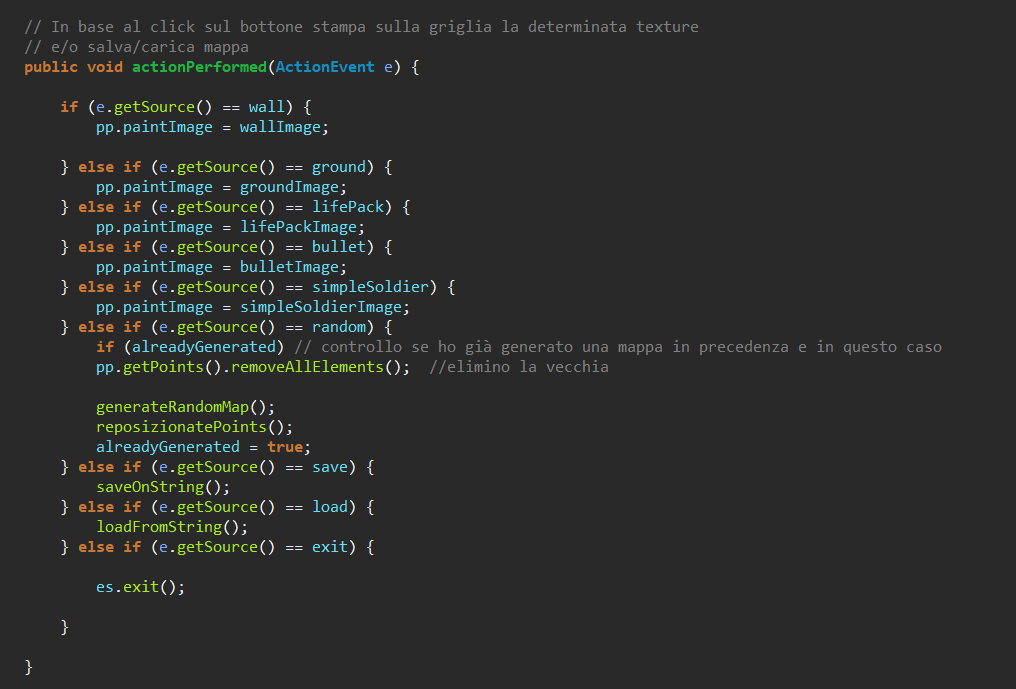 // In base al click sul bottone stampa sulla griglia la determinata texture
// e/o salva/carica mappa
public void actionPerformed(ActionEvent e) {
if (e.getSource() == wall) {
pp.paintImage = wallImage;
} else if (e.getSource() == ground) {
pp.paintImage = groundImage;
} else if (e.getSource() == lifePack) {
pp.paintImage = lifePackImage;
} else if (e.getSource() == bullet) {
pp.paintImage = bulletImage;
} else if (e.getSource() == simpleSoldier) {
pp.paintImage = simpleSoldierImage;
} else if (e.getSource() == random) {
if (alreadyGenerated) // controllo se ho già generato una mappa in precedenza e in questo caso
pp.getPoints().removeAllElements();  //elimino la vecchia
generateRandomMap();
reposizionatePoints();
alreadyGenerated = true;
} else if (e.getSource() == save) {
saveOnString();
} else if (e.getSource() == load) {
loadFromString();
} else if (e.getSource() == exit) {
es.exit();
}
}